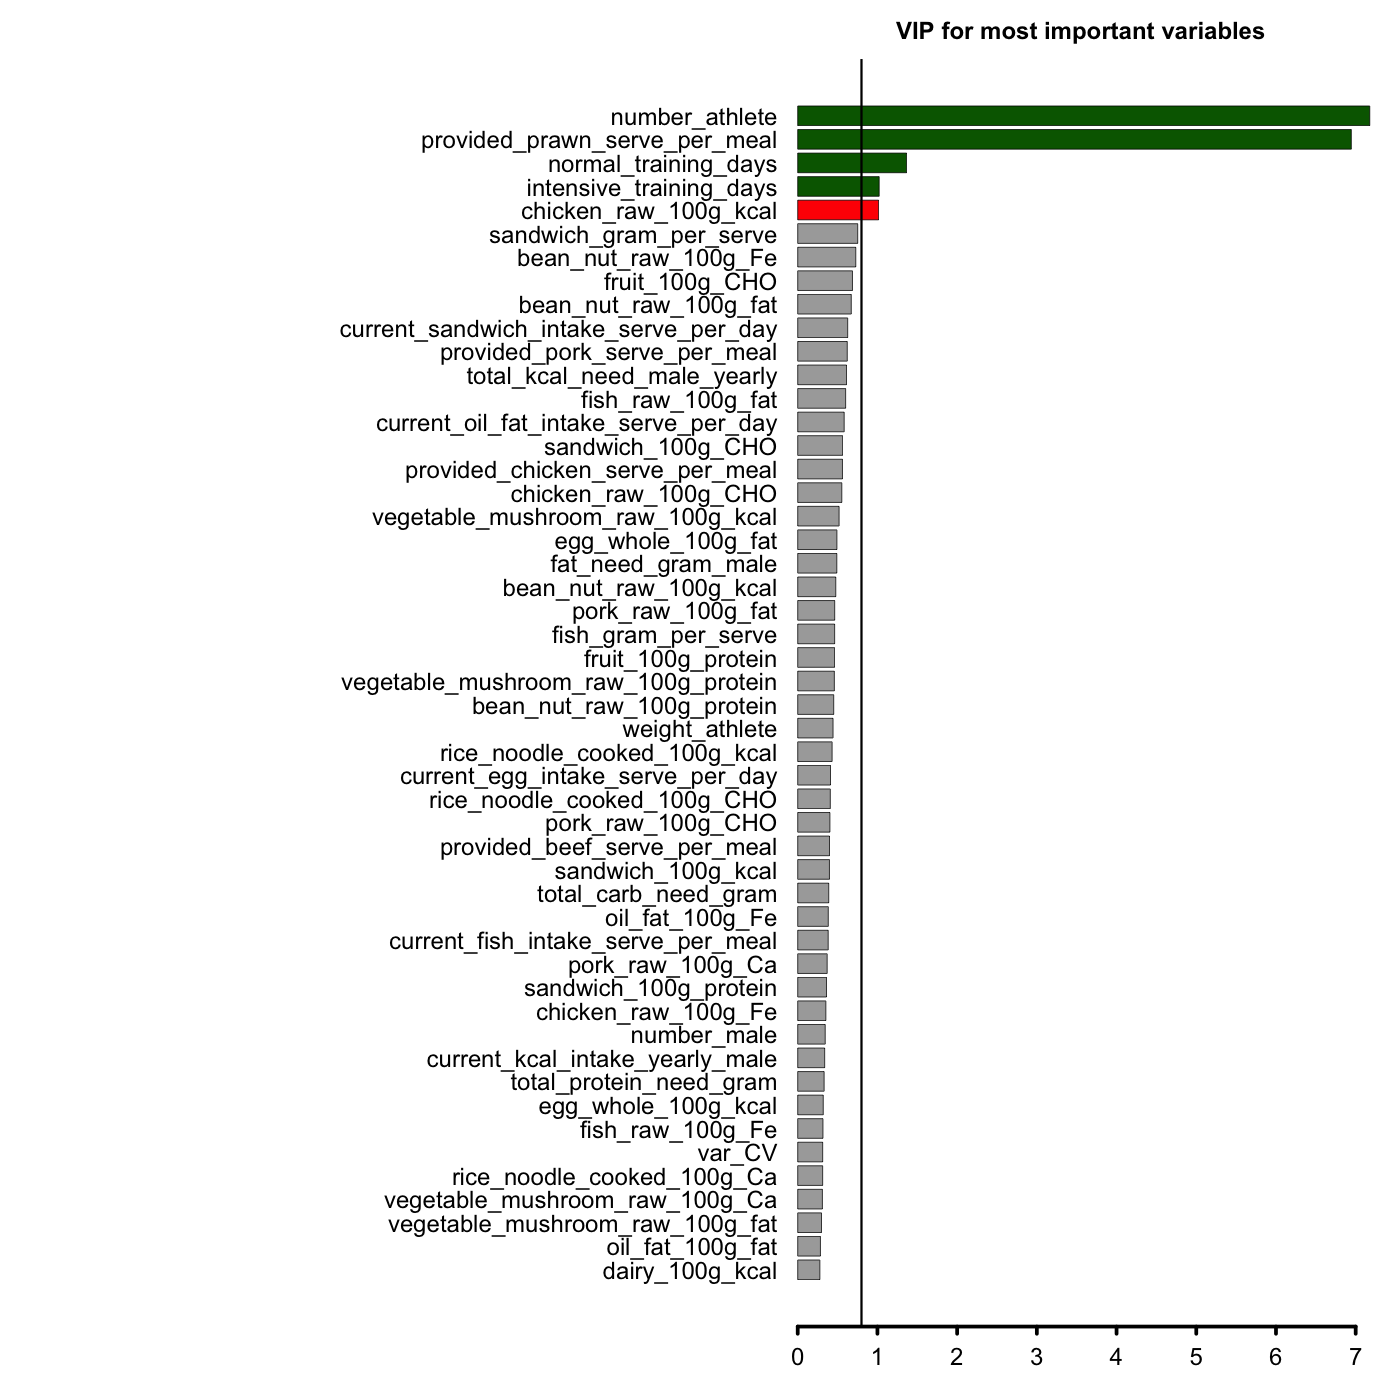 VIP for most important variables
number_athlete
provided_prawn_serve_per_meal
normal_training_days
intensive_training_days
chicken_raw_100g_kcal
sandwich_gram_per_serve
bean_nut_raw_100g_Fe
fruit_100g_CHO
bean_nut_raw_100g_fat
current_sandwich_intake_serve_per_day
provided_pork_serve_per_meal
total_kcal_need_male_yearly
fish_raw_100g_fat
current_oil_fat_intake_serve_per_day
sandwich_100g_CHO
provided_chicken_serve_per_meal
chicken_raw_100g_CHO
vegetable_mushroom_raw_100g_kcal
egg_whole_100g_fat
fat_need_gram_male
bean_nut_raw_100g_kcal
pork_raw_100g_fat
fish_gram_per_serve
fruit_100g_protein
vegetable_mushroom_raw_100g_protein
bean_nut_raw_100g_protein
weight_athlete
rice_noodle_cooked_100g_kcal
current_egg_intake_serve_per_day
rice_noodle_cooked_100g_CHO
pork_raw_100g_CHO
provided_beef_serve_per_meal
sandwich_100g_kcal
total_carb_need_gram
oil_fat_100g_Fe
current_fish_intake_serve_per_meal
pork_raw_100g_Ca
sandwich_100g_protein
chicken_raw_100g_Fe
number_male
current_kcal_intake_yearly_male
total_protein_need_gram
egg_whole_100g_kcal
fish_raw_100g_Fe
var_CV
rice_noodle_cooked_100g_Ca
vegetable_mushroom_raw_100g_Ca
vegetable_mushroom_raw_100g_fat
oil_fat_100g_fat
dairy_100g_kcal
0 1 2 3 4 5 6 7